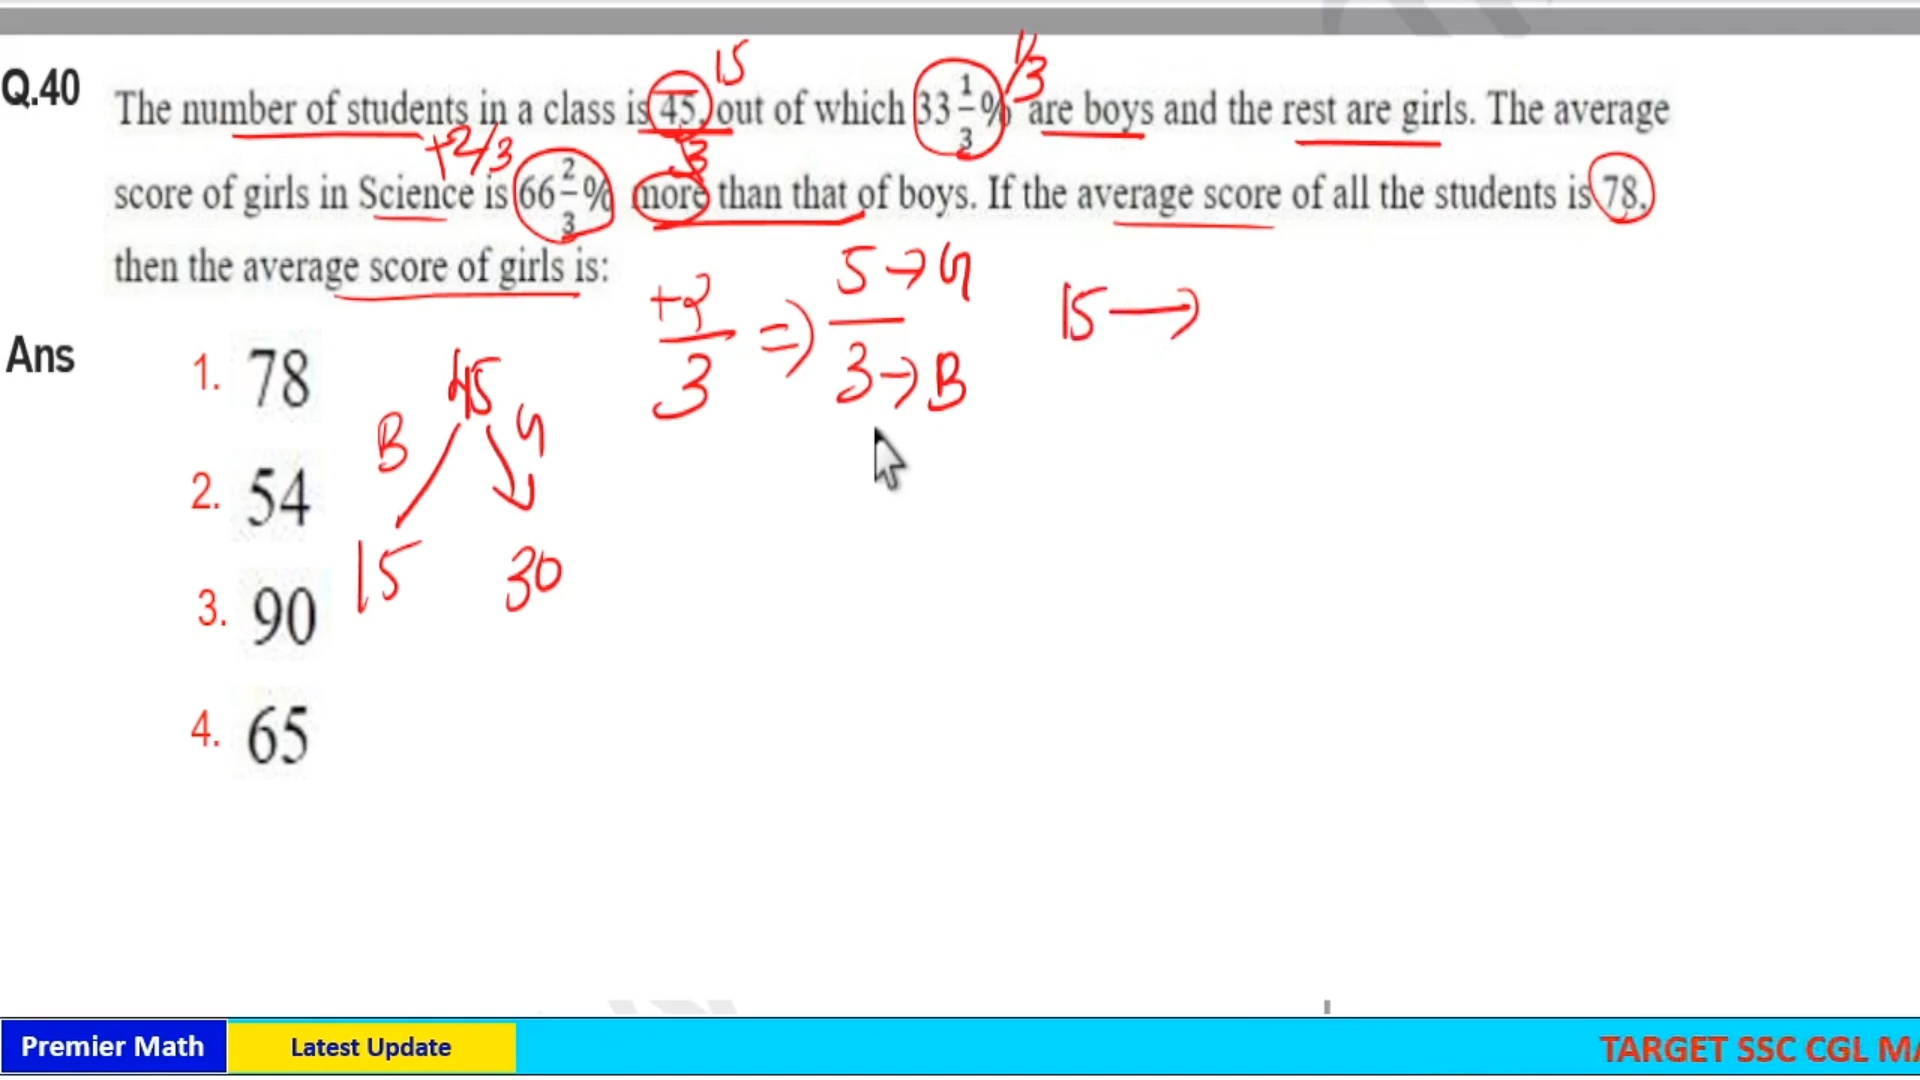 15
1/3
Q.40
The number of students in a class is 45, out of which 33 1/3 % are boys and the rest are girls. The average
+2/3
3
score of girls in Science is 66 2/3 % more than that of boys. If the average score of all the students is 78,
then the average score of girls is:
+2/3 => 5→G
3→B
15→
Ans
1. 78
45
B
G
2. 54
15
30
3. 90
4. 65
Premier Math
Latest Update
TARGET SSC CGL MA